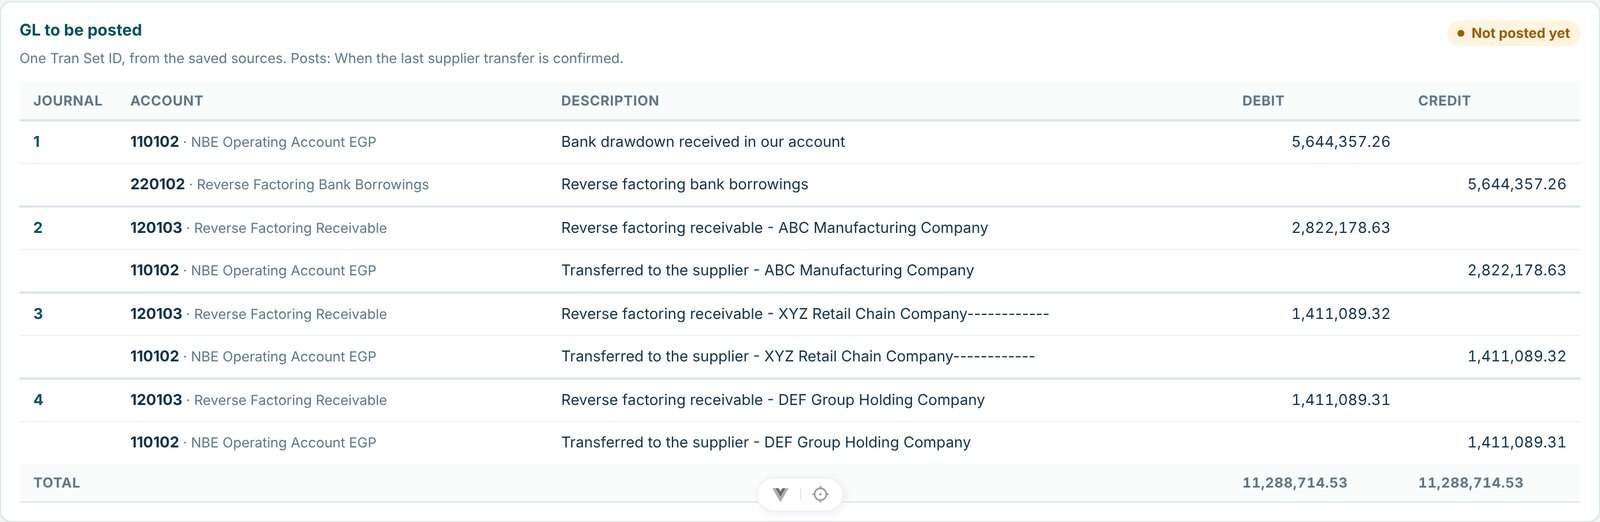 GL to be posted
Not posted yet
One Tran Set ID, from the saved sources. Posts: When the last supplier transfer is confirmed.
JOURNAL ACCOUNT DESCRIPTION DEBIT CREDIT
1 110102 · NBE Operating Account EGP Bank drawdown received in our account 5,644,357.26
220102 · Reverse Factoring Bank Borrowings Reverse factoring bank borrowings 5,644,357.26
2 120103 · Reverse Factoring Receivable Reverse factoring receivable - ABC Manufacturing Company 2,822,178.63
110102 · NBE Operating Account EGP Transferred to the supplier - ABC Manufacturing Company 2,822,178.63
3 120103 · Reverse Factoring Receivable Reverse factoring receivable - XYZ Retail Chain Company------------ 1,411,089.32
110102 · NBE Operating Account EGP Transferred to the supplier - XYZ Retail Chain Company------------ 1,411,089.32
4 120103 · Reverse Factoring Receivable Reverse factoring receivable - DEF Group Holding Company 1,411,089.31
110102 · NBE Operating Account EGP Transferred to the supplier - DEF Group Holding Company 1,411,089.31
TOTAL 11,288,714.53 11,288,714.53